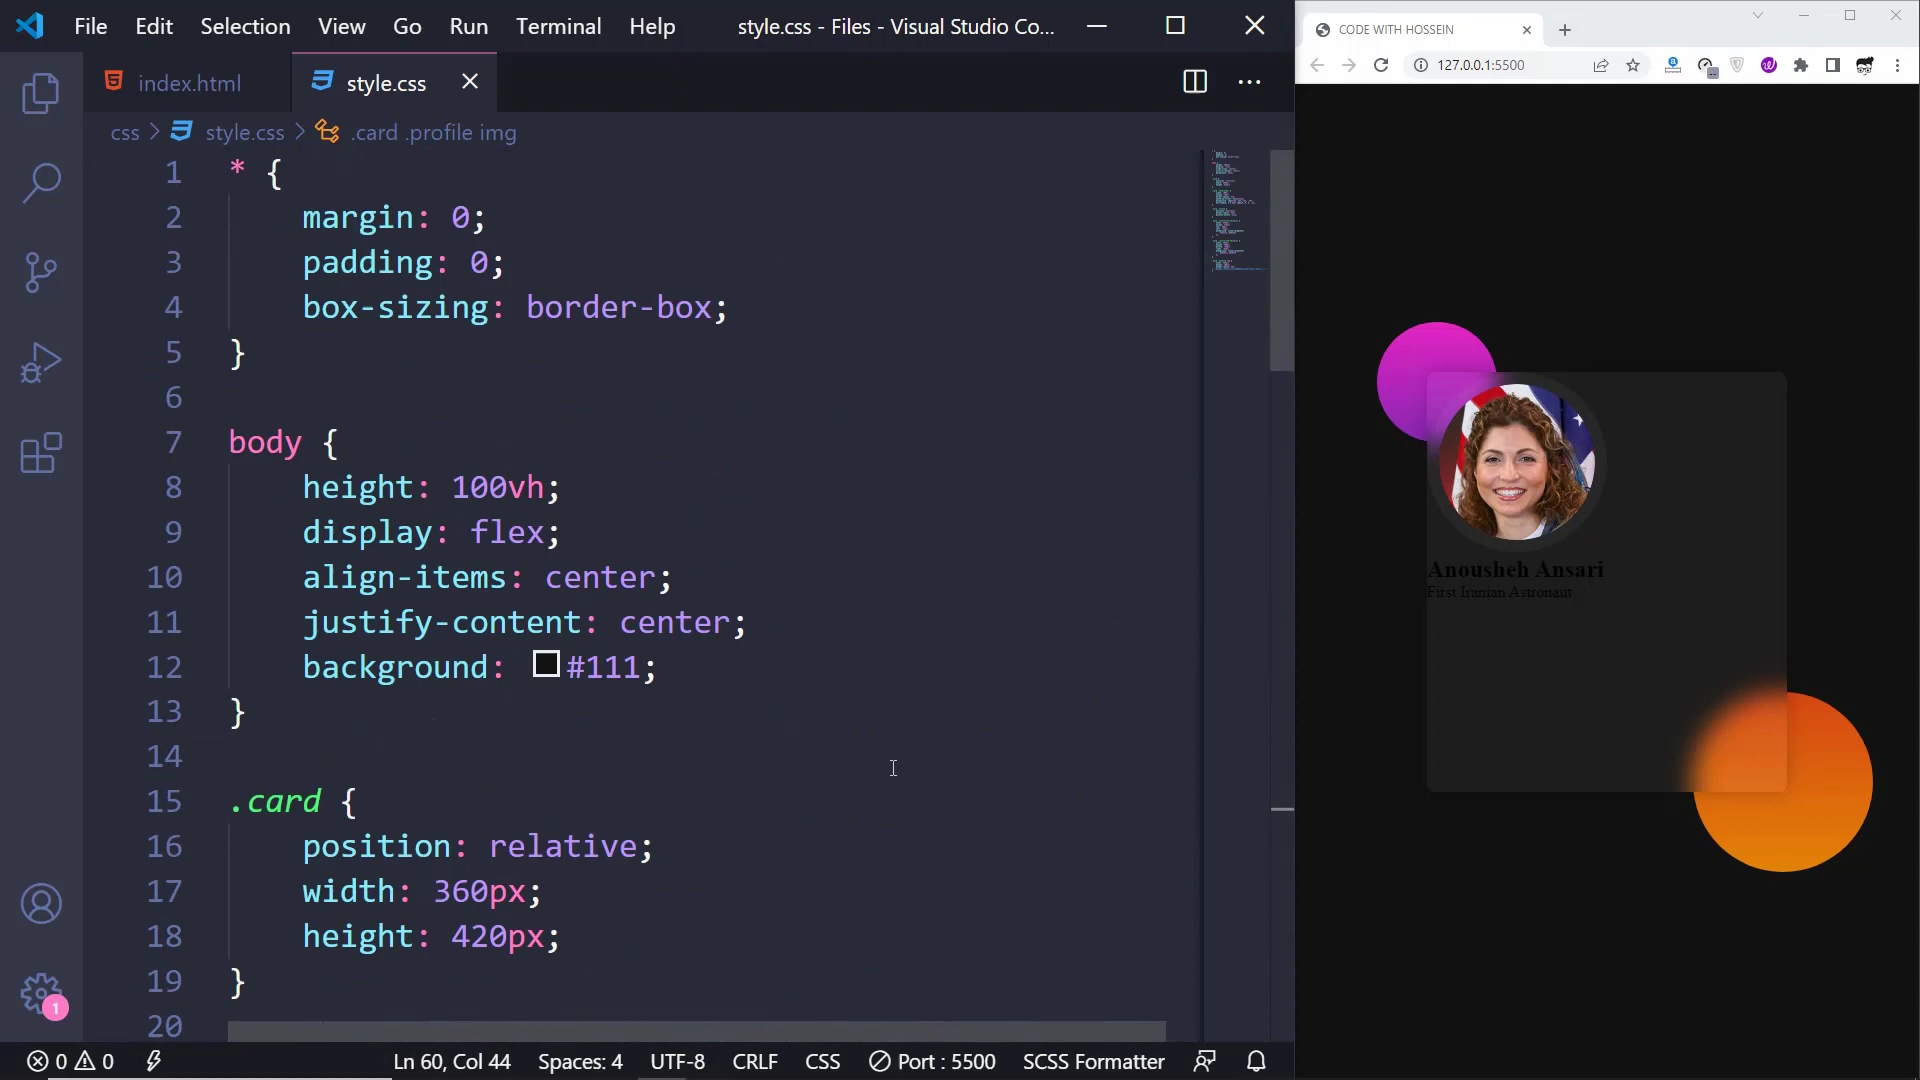 File Edit Selection View Go Run Terminal Help style.css - Files - Visual Studio Co...
index.html style.css
css > style.css > .card .profile img
1 * {
2 margin: 0;
3 padding: 0;
4 box-sizing: border-box;
5 }
6
7 body {
8 height: 100vh;
9 display: flex;
10 align-items: center;
11 justify-content: center;
12 background: #111;
13 }
14
15 .card {
16 position: relative;
17 width: 360px;
18 height: 420px;
19 }
20
1
0 0 Ln 60, Col 44 Spaces: 4 UTF-8 CRLF CSS Port : 5500 SCSS Formatter
CODE WITH HOSSEIN
127.0.0.1:5500
Anousheh Ansari
First Iranian Astronaut